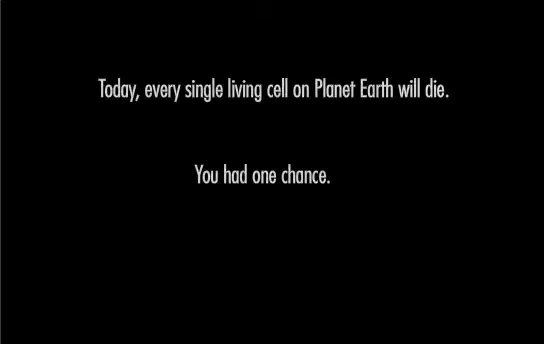 Today, every single living cell on Planet Earth will die.
You had one chance.